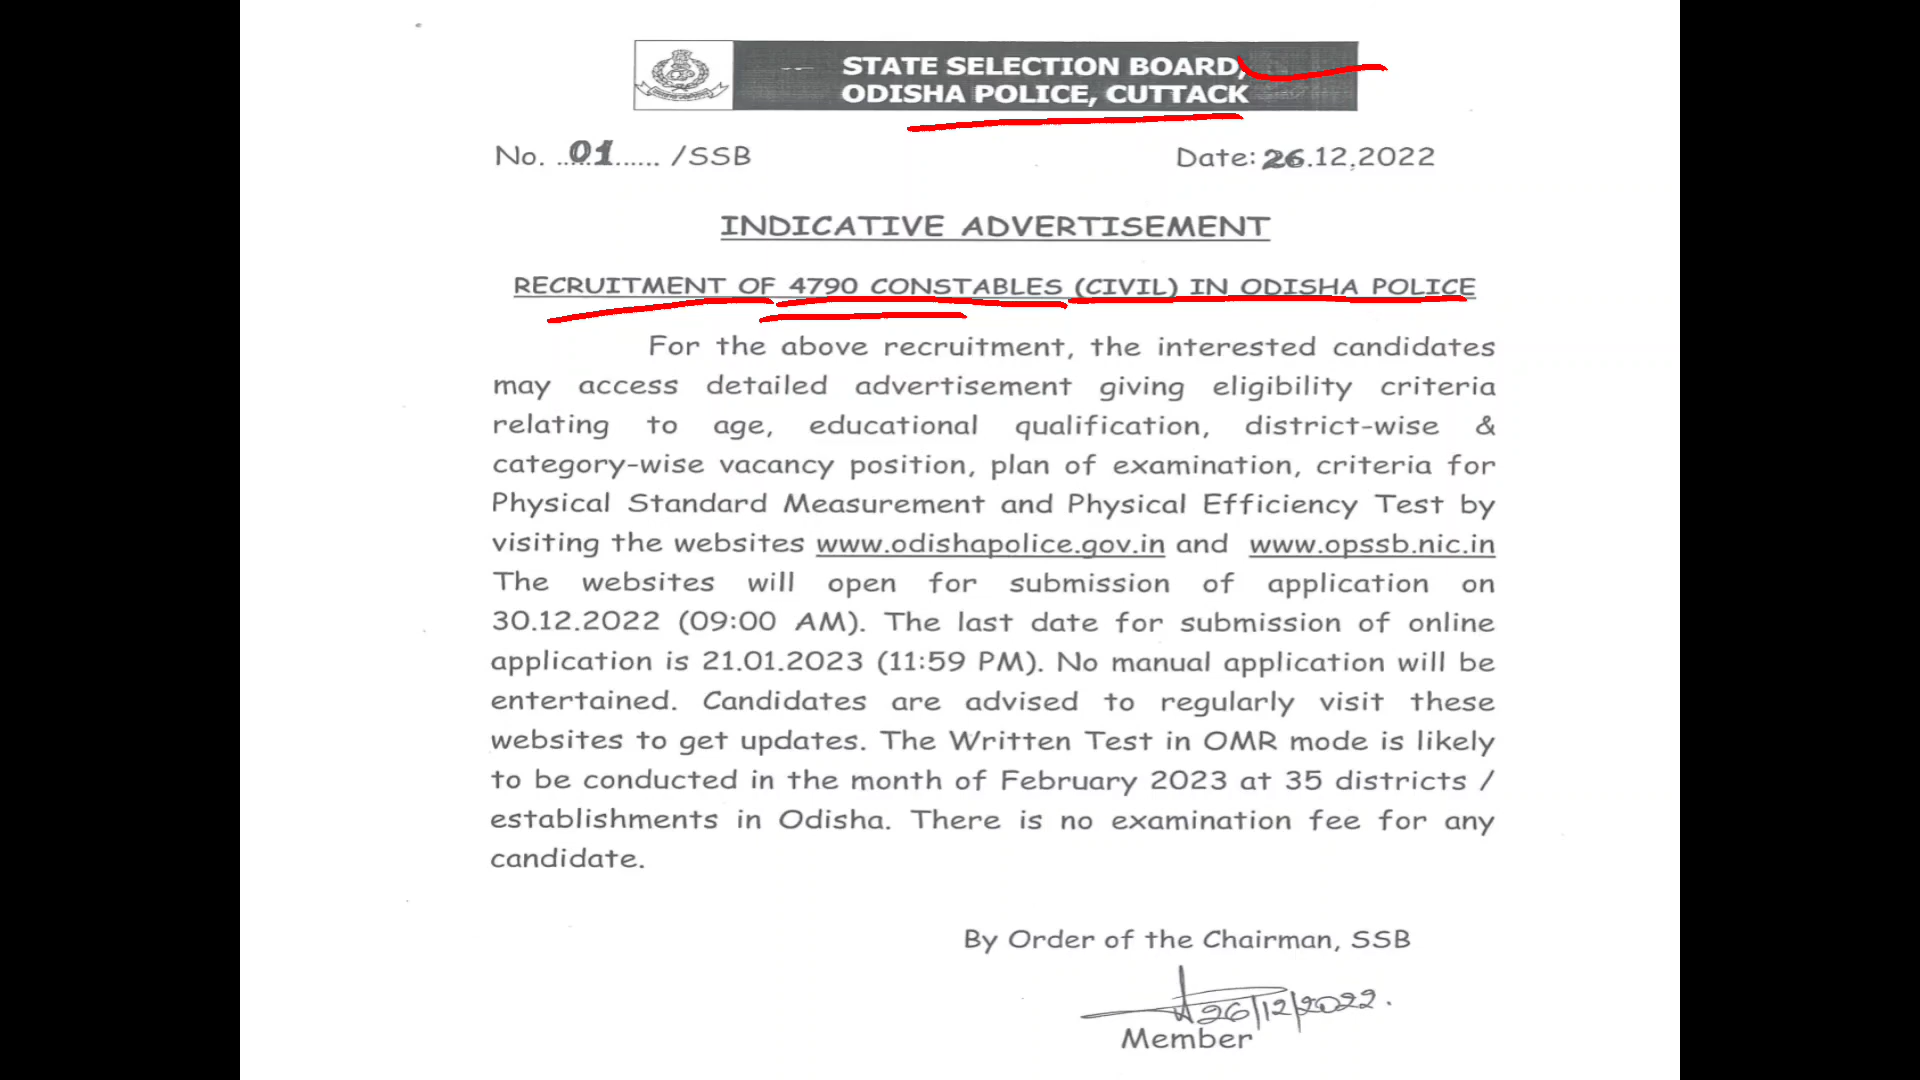 STATE SELECTION BOARD,
ODISHA POLICE, CUTTACK
No. .....01...... /SSB
Date: 26.12.2022
INDICATIVE ADVERTISEMENT
RECRUITMENT OF 4790 CONSTABLES (CIVIL) IN ODISHA POLICE
For the above recruitment, the interested candidates
may access detailed advertisement giving eligibility criteria
relating to age, educational qualification, district-wise &
category-wise vacancy position, plan of examination, criteria for
Physical Standard Measurement and Physical Efficiency Test by
visiting the websites www.odishapolice.gov.in and www.opssb.nic.in
The websites will open for submission of application on
30.12.2022 (09:00 AM). The last date for submission of online
application is 21.01.2023 (11:59 PM). No manual application will be
entertained. Candidates are advised to regularly visit these
websites to get updates. The Written Test in OMR mode is likely
to be conducted in the month of February 2023 at 35 districts /
establishments in Odisha. There is no examination fee for any
candidate.
By Order of the Chairman, SSB
26/12/2022.
Member